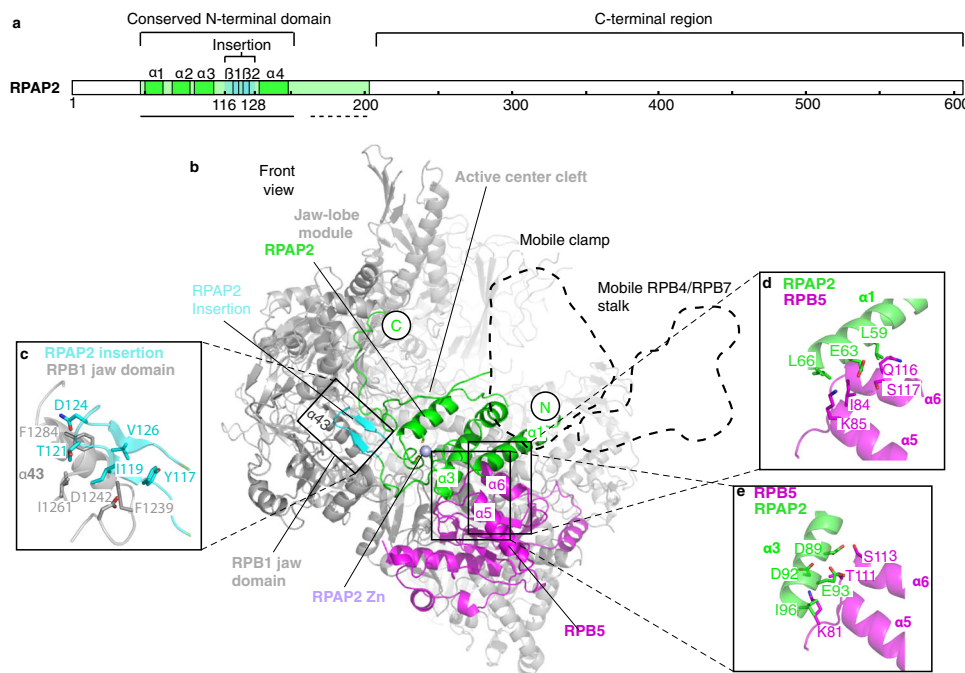 a
Conserved N-terminal domain
C-terminal region
Insertion
α1 α2 α3 ß1 ß2 α4
RPAP2
1 116 128 200 300 400 500 600
b
Front
view
Active center cleft
Jaw-lobe
module
RPAP2
Mobile clamp
Mobile RPB4/RPB7
stalk
RPAP2
Insertion
C
N
α43
α1
α3
α6
α5
RPB1 jaw
domain
RPAP2 Zn
RPB5
c
RPAP2 insertion
RPB1 jaw domain
D124
F1284
V126
T121
α43
I119
Y117
D1242
I1261
F1239
d
RPAP2
RPB5
α1
L59
L66
E63
Q116
S117
I84
α6
K85
α5
e
RPB5
RPAP2
α3
D89
S113
D92
T111
α6
E93
I96
α5
K81